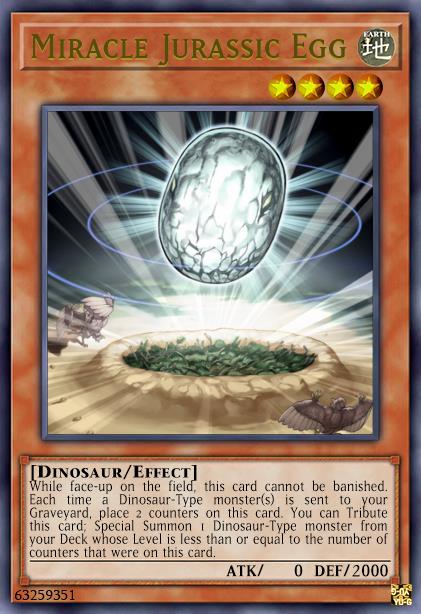 MIRACLE JURASSIC EGG
EARTH
地
[DINOSAUR/EFFECT]
While face-up on the field, this card cannot be banished.
Each time a Dinosaur-Type monster(s) is sent to your
Graveyard, place 2 counters on this card. You can Tribute
this card; Special Summon 1 Dinosaur-Type monster from
your Deck whose Level is less than or equal to the number of
counters that were on this card.
ATK/ 0 DEF/2000
63259351